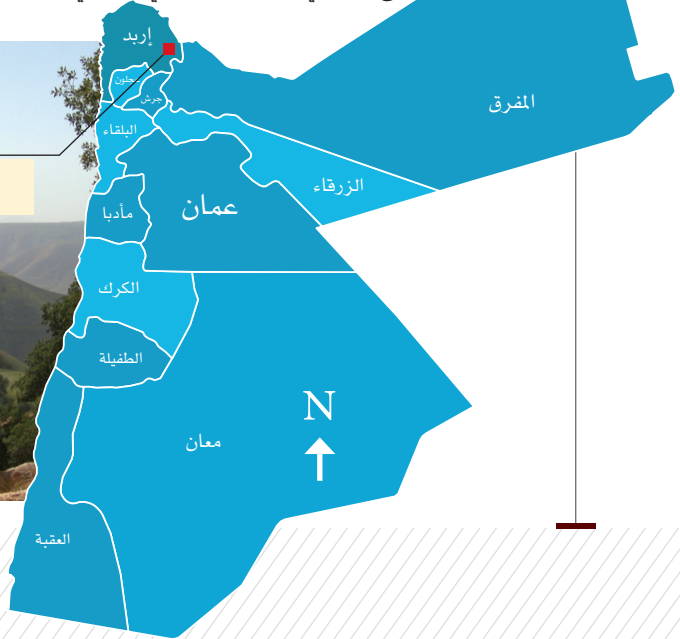 إربد
عجلون
جرش
المفرق
البلقاء
الزرقاء
عمان
مأدبا
الكرك
الطفيلة
N
معان
العقبة